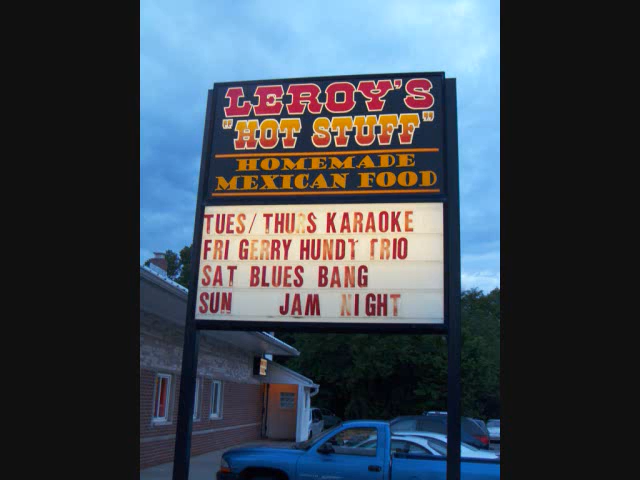 LEROY'S
"HOT STUFF"
HOMEMADE
MEXICAN FOOD
TUES/THURS KARAOKE
FRI GERRY HUNDT TRIO
SAT BLUES BANG
SUN JAM NIGHT